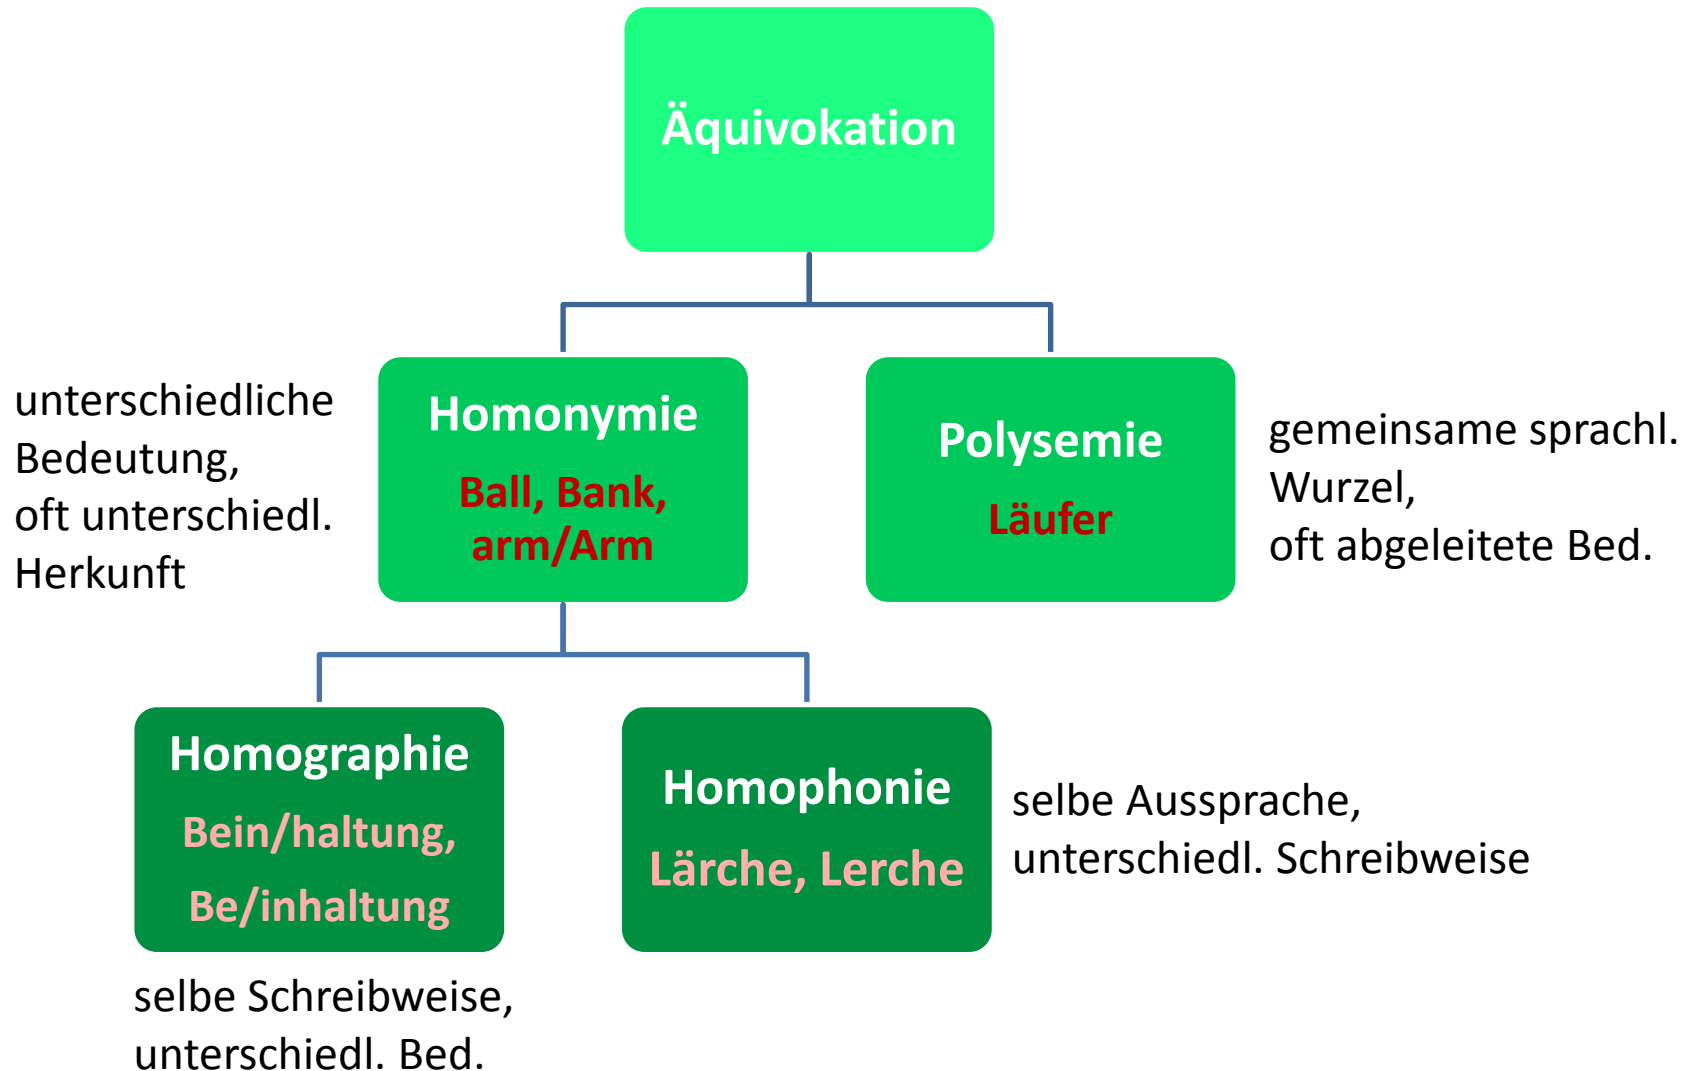 Äquivokation
unterschiedliche
Bedeutung,
oft unterschiedl.
Herkunft
Homonymie
Ball, Bank,
arm/Arm
Polysemie
Läufer
gemeinsame sprachl.
Wurzel,
oft abgeleitete Bed.
Homographie
Bein/haltung,
Be/inhaltung
selbe Schreibweise,
unterschiedl. Bed.
Homophonie
Lärche, Lerche
selbe Aussprache,
unterschiedl. Schreibweise